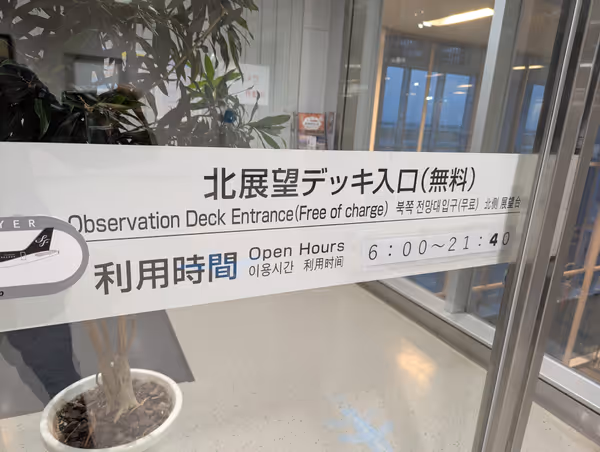 北展望デッキ入口(無料)
Observation Deck Entrance(Free of charge) 북쪽 전망대 입구(무료) 北侧 展望台
YER
利用時間 Open Hours 6:00~21:40
이용시간 利用时间